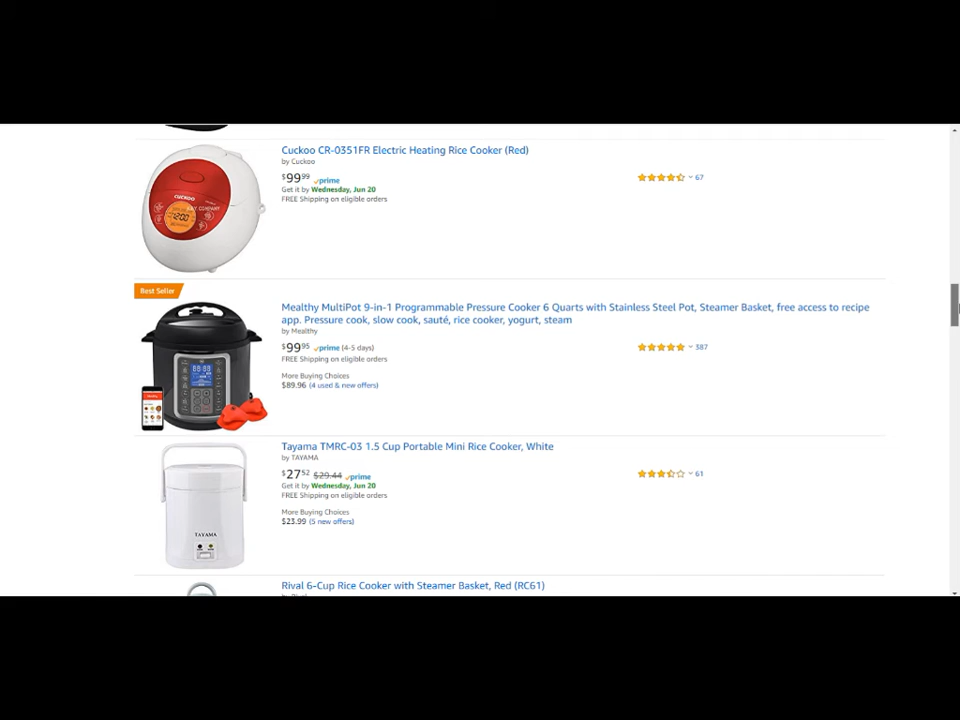 Cuckoo CR-0351FR Electric Heating Rice Cooker (Red)
by Cuckoo
$99⁹⁹ prime
67
Get it by Wednesday, Jun 20
FREE Shipping on eligible orders
CUCKOO
12:00
Best Seller
Mealthy MultiPot 9-in-1 Programmable Pressure Cooker 6 Quarts with Stainless Steel Pot, Steamer Basket, free access to recipe
app. Pressure cook, slow cook, sauté, rice cooker, yogurt, steam
by Mealthy
$99⁹⁵ prime (4-5 days)
387
FREE Shipping on eligible orders
More Buying Choices
$89.96 (4 used & new offers)
88:88
Tayama TMRC-03 1.5 Cup Portable Mini Rice Cooker, White
by TAYAMA
$27⁵² $29.44 prime
61
Get it by Wednesday, Jun 20
FREE Shipping on eligible orders
More Buying Choices
$23.99 (5 new offers)
TAYAMA
Rival 6-Cup Rice Cooker with Steamer Basket, Red (RC61)